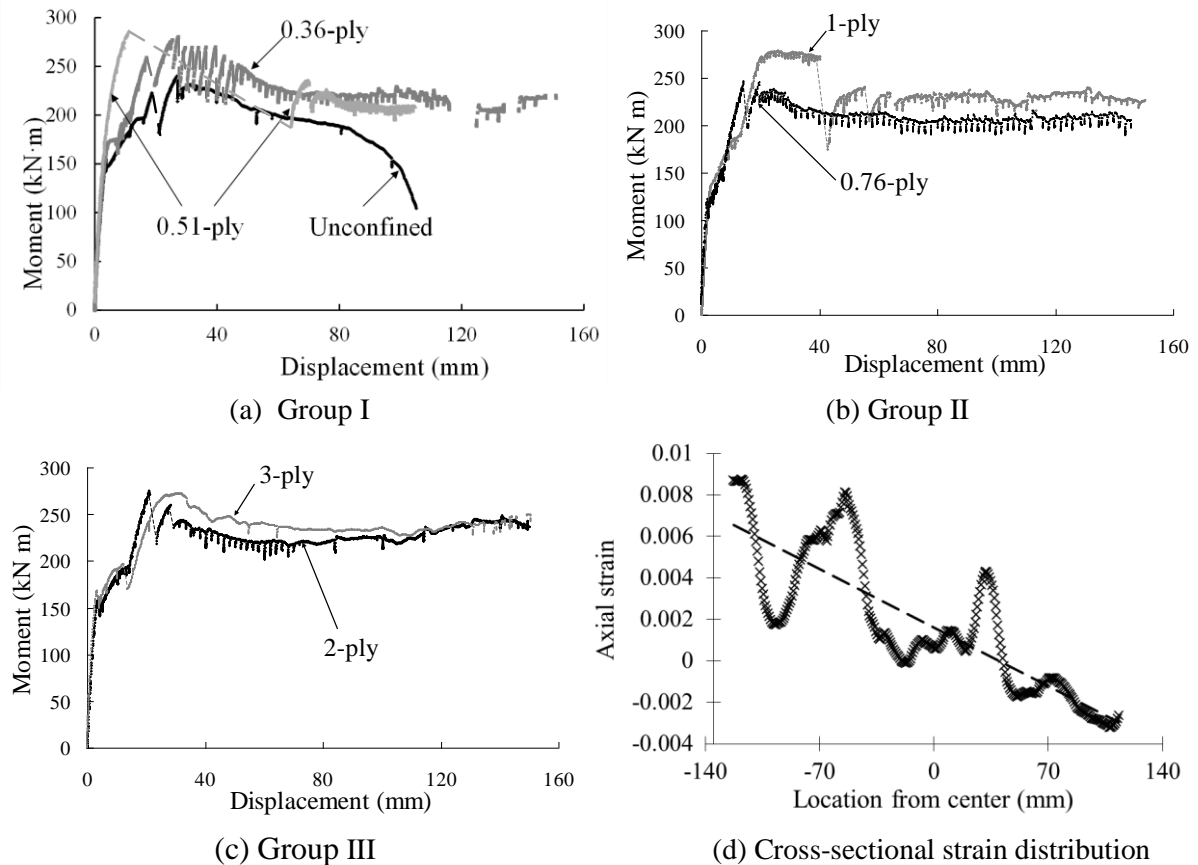 300
250
200
150
100
50
0
Moment (kN·m)
0.36-ply
0.51-ply
Unconfined
0 40 80 120 160
Displacement (mm)
(a) Group I
300
250
200
150
100
50
0
Moment (kN m)
1-ply
0.76-ply
0 40 80 120 160
Displacement (mm)
(b) Group II
300
250
200
150
100
50
0
Moment (kN m)
3-ply
2-ply
0 40 80 120 160
Displacement (mm)
(c) Group III
0.01
0.008
0.006
0.004
0.002
0
-0.002
-0.004
Axial strain
-140 -70 0 70 140
Location from center (mm)
(d) Cross-sectional strain distribution